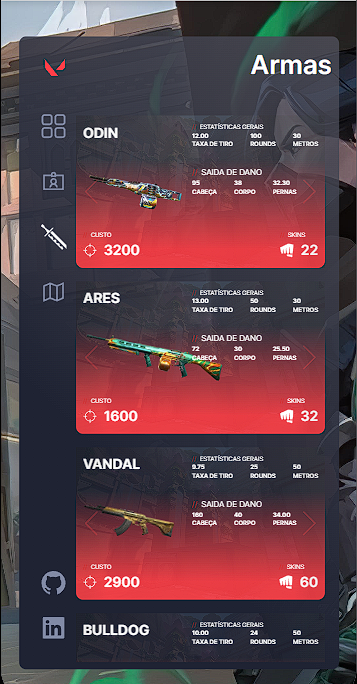 Armas
ODIN
ESTATÍSTICAS GERAIS
12.00 100 30
TAXA DE TIRO ROUNDS METROS
SAIDA DE DANO
95 38 32.30
CABEÇA CORPO PERNAS
CUSTO SKINS
3200 22
ARES
ESTATÍSTICAS GERAIS
13.00 50 30
TAXA DE TIRO ROUNDS METROS
SAIDA DE DANO
72 30 25.50
CABEÇA CORPO PERNAS
CUSTO SKINS
1600 32
VANDAL
// ESTATÍSTICAS GERAIS
9.75 25 50
TAXA DE TIRO ROUNDS METROS
// SAIDA DE DANO
160 40 34.00
CABEÇA CORPO PERNAS
CUSTO SKINS
2900 60
BULLDOG
// ESTATÍSTICAS GERAIS
10.00 24 50
TAXA DE TIRO ROUNDS METROS
in